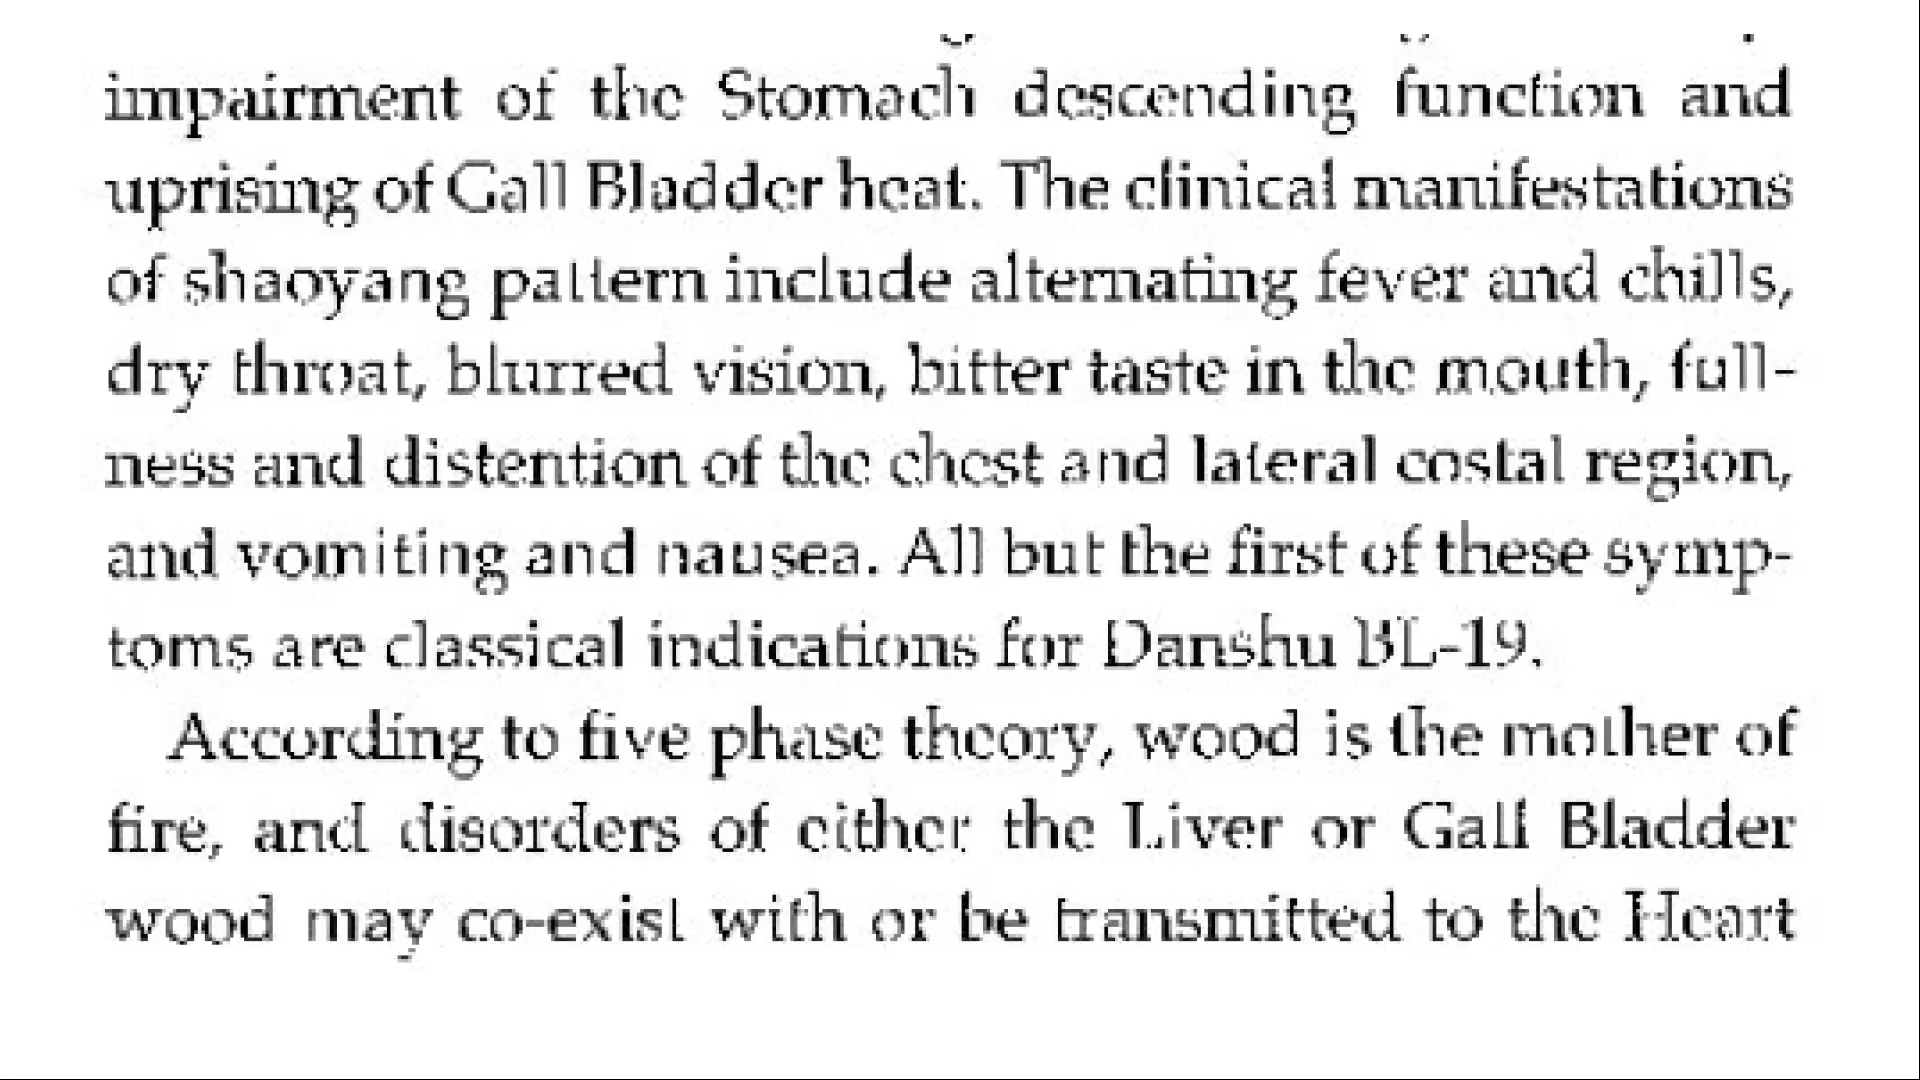 impairment of the Stomach descending function and
uprising of Gall Bladder heat. The clinical manifestations
of shaoyang pattern include alternating fever and chills,
dry throat, blurred vision, bitter taste in the mouth, full-
ness and distention of the chest and lateral costal region,
and vomiting and nausea. All but the first of these symp-
toms are classical indications for Danshu BL-19.
According to five phase theory, wood is the mother of
fire, and disorders of either the Liver or Gall Bladder
wood may co-exist with or be transmitted to the Heart